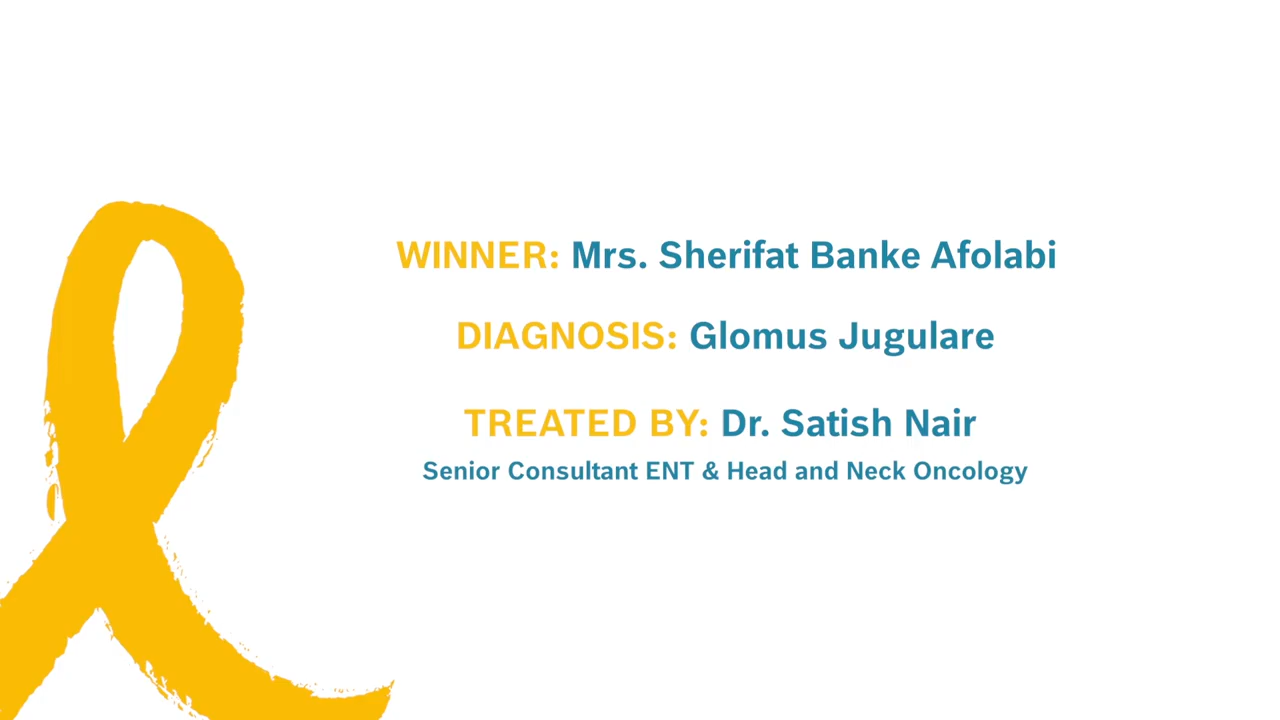 WINNER: Mrs. Sherifat Banke Afolabi
DIAGNOSIS: Glomus Jugulare
TREATED BY: Dr. Satish Nair
Senior Consultant ENT & Head and Neck Oncology